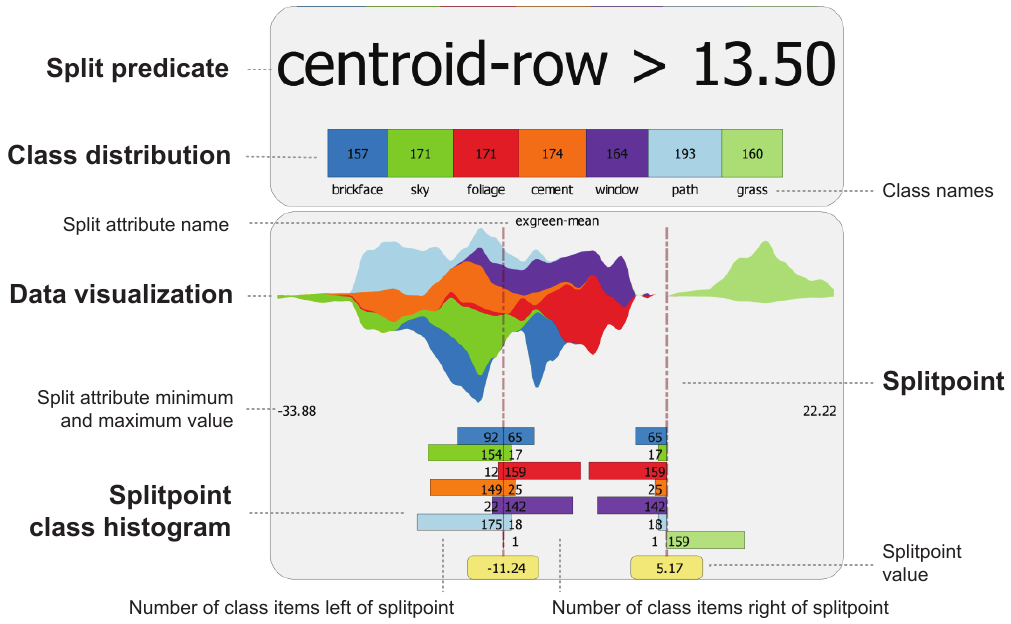 Split predicate
centroid-row > 13.50
Class distribution
157 171 171 174 164 193 160
brickface sky foliage cement window path grass
Class names
Split attribute name
exgreen-mean
Data visualization
Splitpoint
Split attribute minimum
and maximum value
-33.88
22.22
92 65 65
154 17 17
12 159 159
149 25 25
22 142 142
175 18 18
1 1 159
Splitpoint
class histogram
-11.24 5.17
Splitpoint
value
Number of class items left of splitpoint
Number of class items right of splitpoint